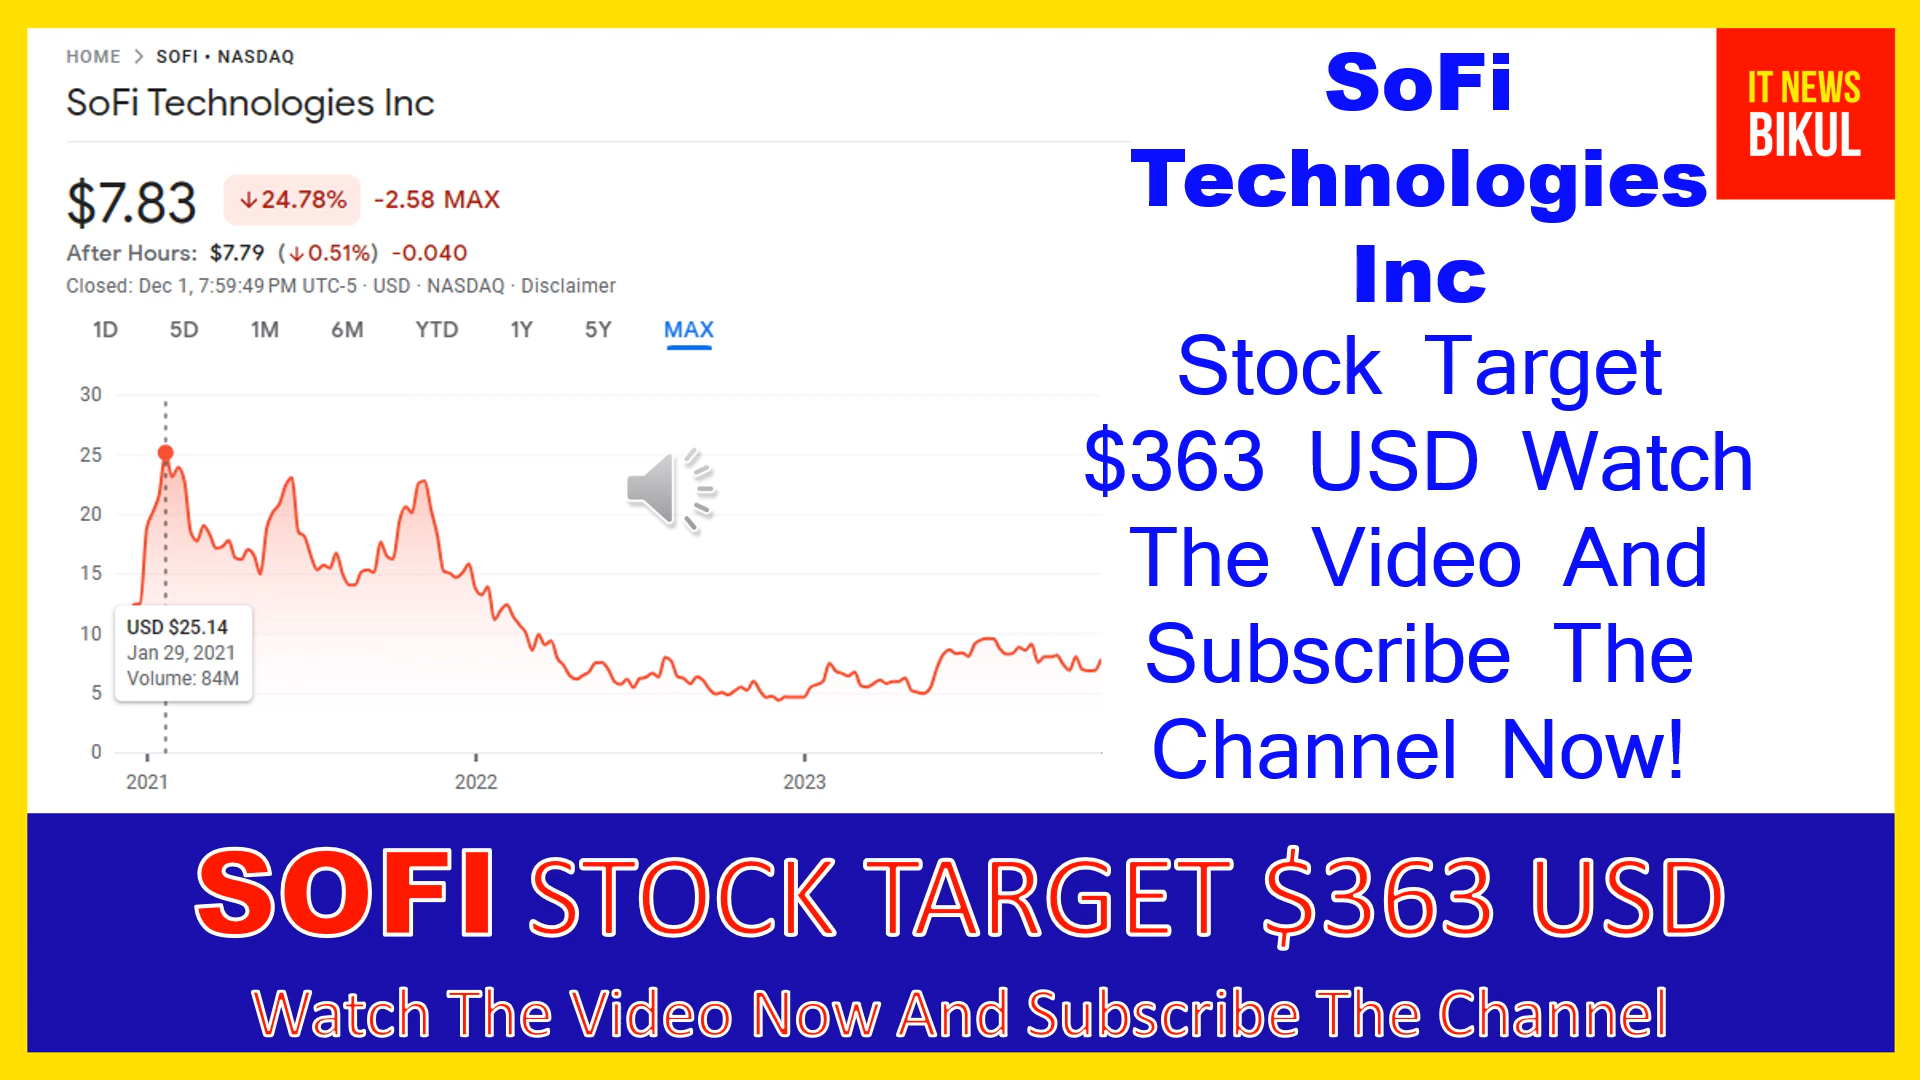 HOME > SOFI • NASDAQ
SoFi Technologies Inc
$7.83 ↓24.78% -2.58 MAX
After Hours: $7.79 (↓0.51%) -0.040
Closed: Dec 1, 7:59:49 PM UTC-5 · USD · NASDAQ · Disclaimer
1D 5D 1M 6M YTD 1Y 5Y MAX
30
25
20
15
10
5
0
USD $25.14
Jan 29, 2021
Volume: 84M
2021 2022 2023
SoFi
Technologies
Inc
Stock Target
$363 USD Watch
The Video And
Subscribe The
Channel Now!
IT NEWS
BIKUL
SOFI STOCK TARGET $363 USD
Watch The Video Now And Subscribe The Channel